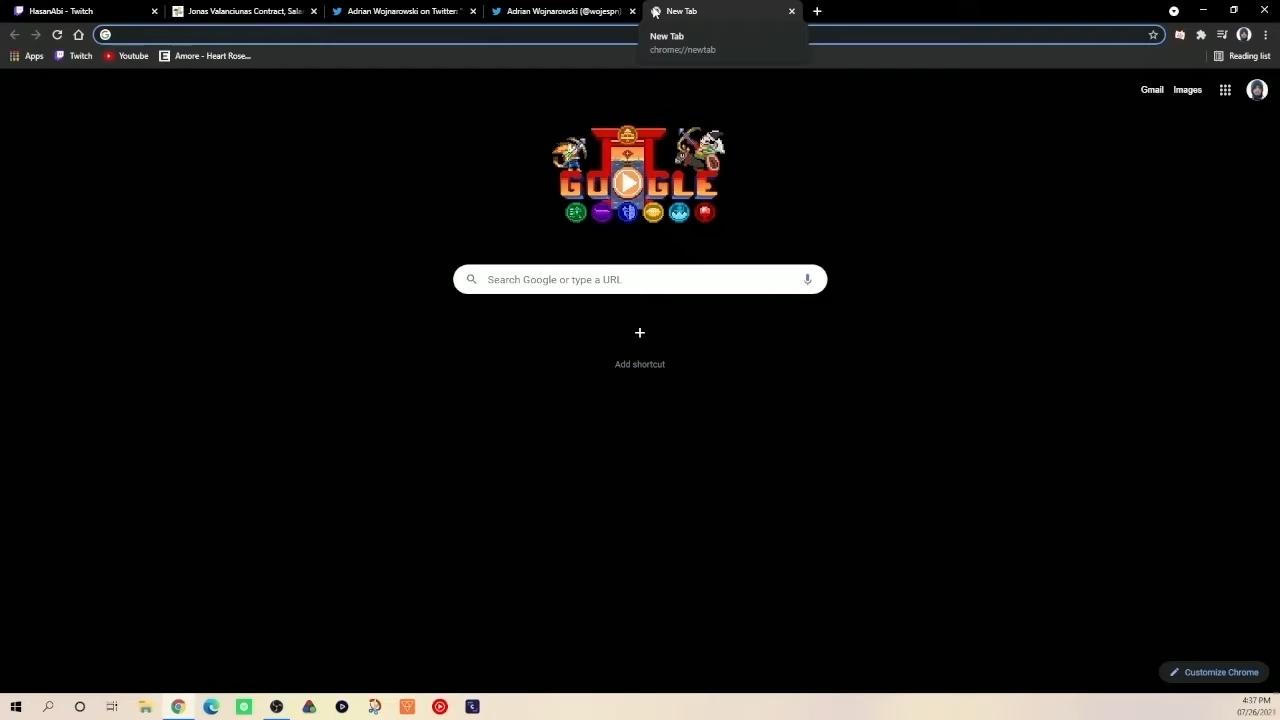 HasanAbi - Twitch
Jonas Valanciunas Contract, Sala
Adrian Wojnarowski on Twitter: "
Adrian Wojnarowski (@wojespn)
New Tab
New Tab
chrome://newtab
Apps
Twitch
Youtube
Amore - Heart Rose...
Reading list
Gmail
Images
GOOGLE
Search Google or type a URL
Add shortcut
Customize Chrome
4:37 PM
07/26/2021